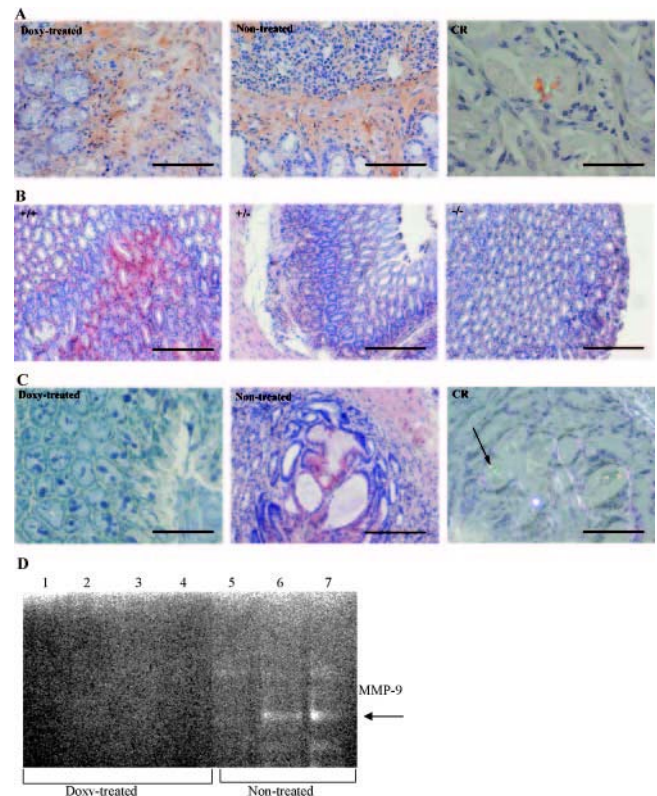 A
Doxy-treated Non-treated CR
B
+/+ +/- -/-
C
Doxy-treated Non-treated CR
D
1 2 3 4 5 6 7
MMP-9
Doxy-treated Non-treated